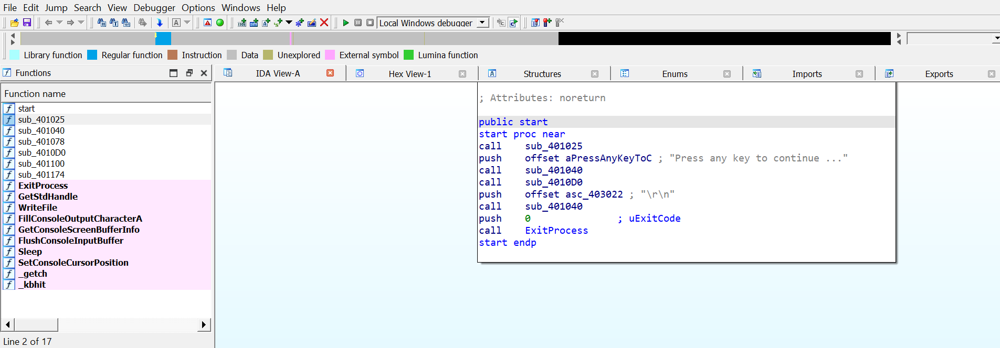 File Edit Jump Search View Debugger Options Windows Help
Local Windows debugger
Library function Regular function Instruction Data Unexplored External symbol Lumina function
Functions
IDA View-A Hex View-1 Structures Enums Imports Exports
Function name
start
sub_401025
sub_401040
sub_401078
sub_4010D0
sub_401100
sub_401174
ExitProcess
GetStdHandle
WriteFile
FillConsoleOutputCharacterA
GetConsoleScreenBufferInfo
FlushConsoleInputBuffer
Sleep
SetConsoleCursorPosition
_getch
_kbhit
Line 2 of 17
; Attributes: noreturn
public start
start proc near
call sub_401025
push offset aPressAnyKeyToC ; "Press any key to continue ..."
call sub_401040
call sub_4010D0
push offset asc_403022 ; "\r\n"
call sub_401040
push 0 ; uExitCode
call ExitProcess
start endp